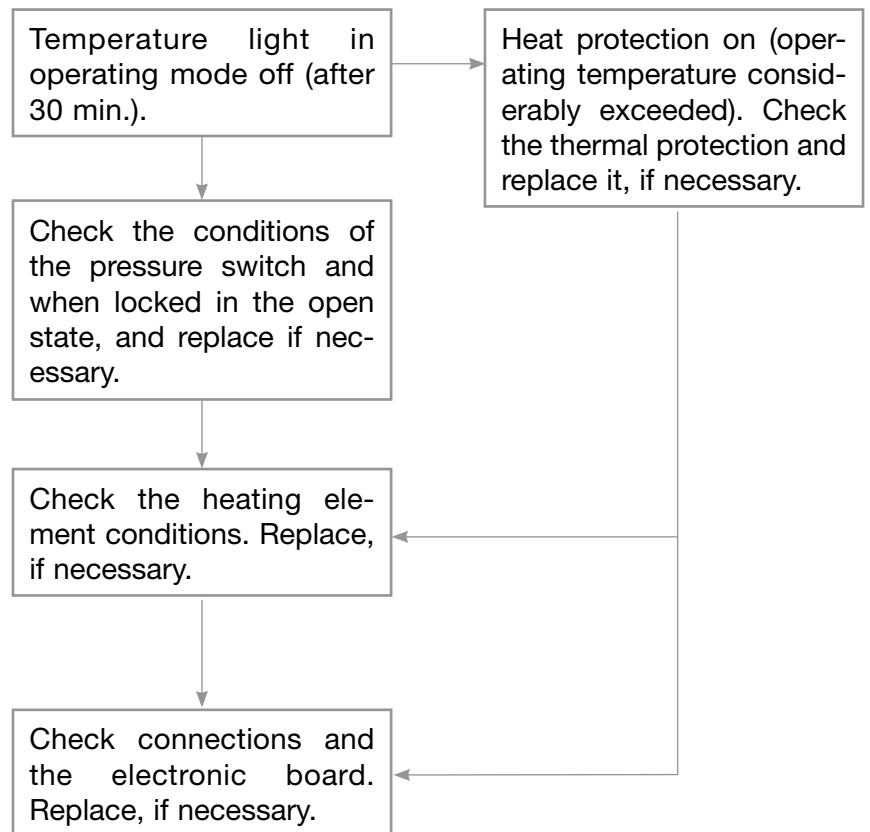 Temperature light in
operating mode off (after
30 min.).
Heat protection on (oper-
ating temperature consid-
erably exceeded). Check
the thermal protection and
replace it, if necessary.
Check the conditions of
the pressure switch and
when locked in the open
state, and replace if nec-
essary.
Check the heating ele-
ment conditions. Replace,
if necessary.
Check connections and
the electronic board.
Replace, if necessary.